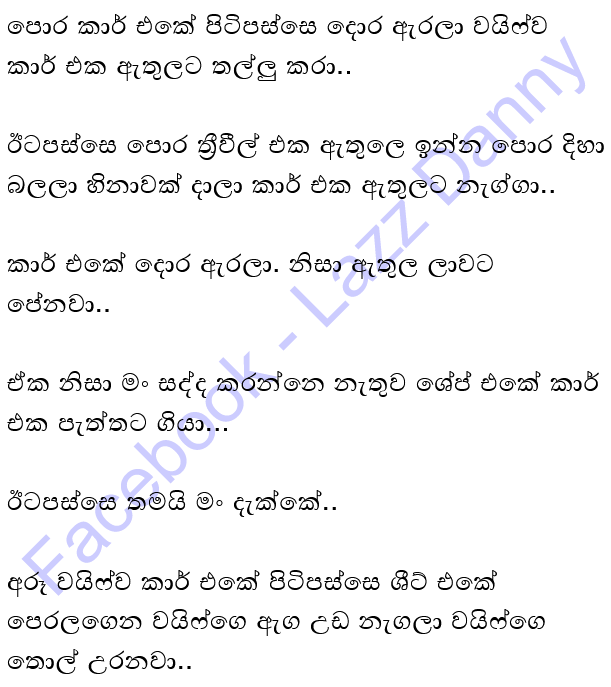 පොර කාර් එකේ පිටිපස්සෙ දොර ඇරලා වයිෆ්ව
කාර් එක ඇතුලට තල්ලු කරා..
ඊටපස්සෙ පොර ත්‍රීවීල් එක ඇතුලෙ ඉන්න පොර දිහා
බලලා හිනාවක් දාලා කාර් එක ඇතුලට නැග්ගා..
කාර් එකේ දොර ඇරලා. නිසා ඇතුල ලාවට
පේනවා..
ඒක නිසා මං සද්ද කරන්නෙ නැතුව ශේප් එකේ කාර්
එක පැත්තට ගියා...
ඊටපස්සෙ තමයි මං දැක්කේ..
අරූ වයිෆ්ව කාර් එකේ පිටිපස්සෙ ශීට් එකේ
පෙරලගෙන වයිෆ්ගෙ ඇග උඩ නැගලා වයිෆ්ගෙ
තොල් උරනවා..
Facebook - Lazz Danny